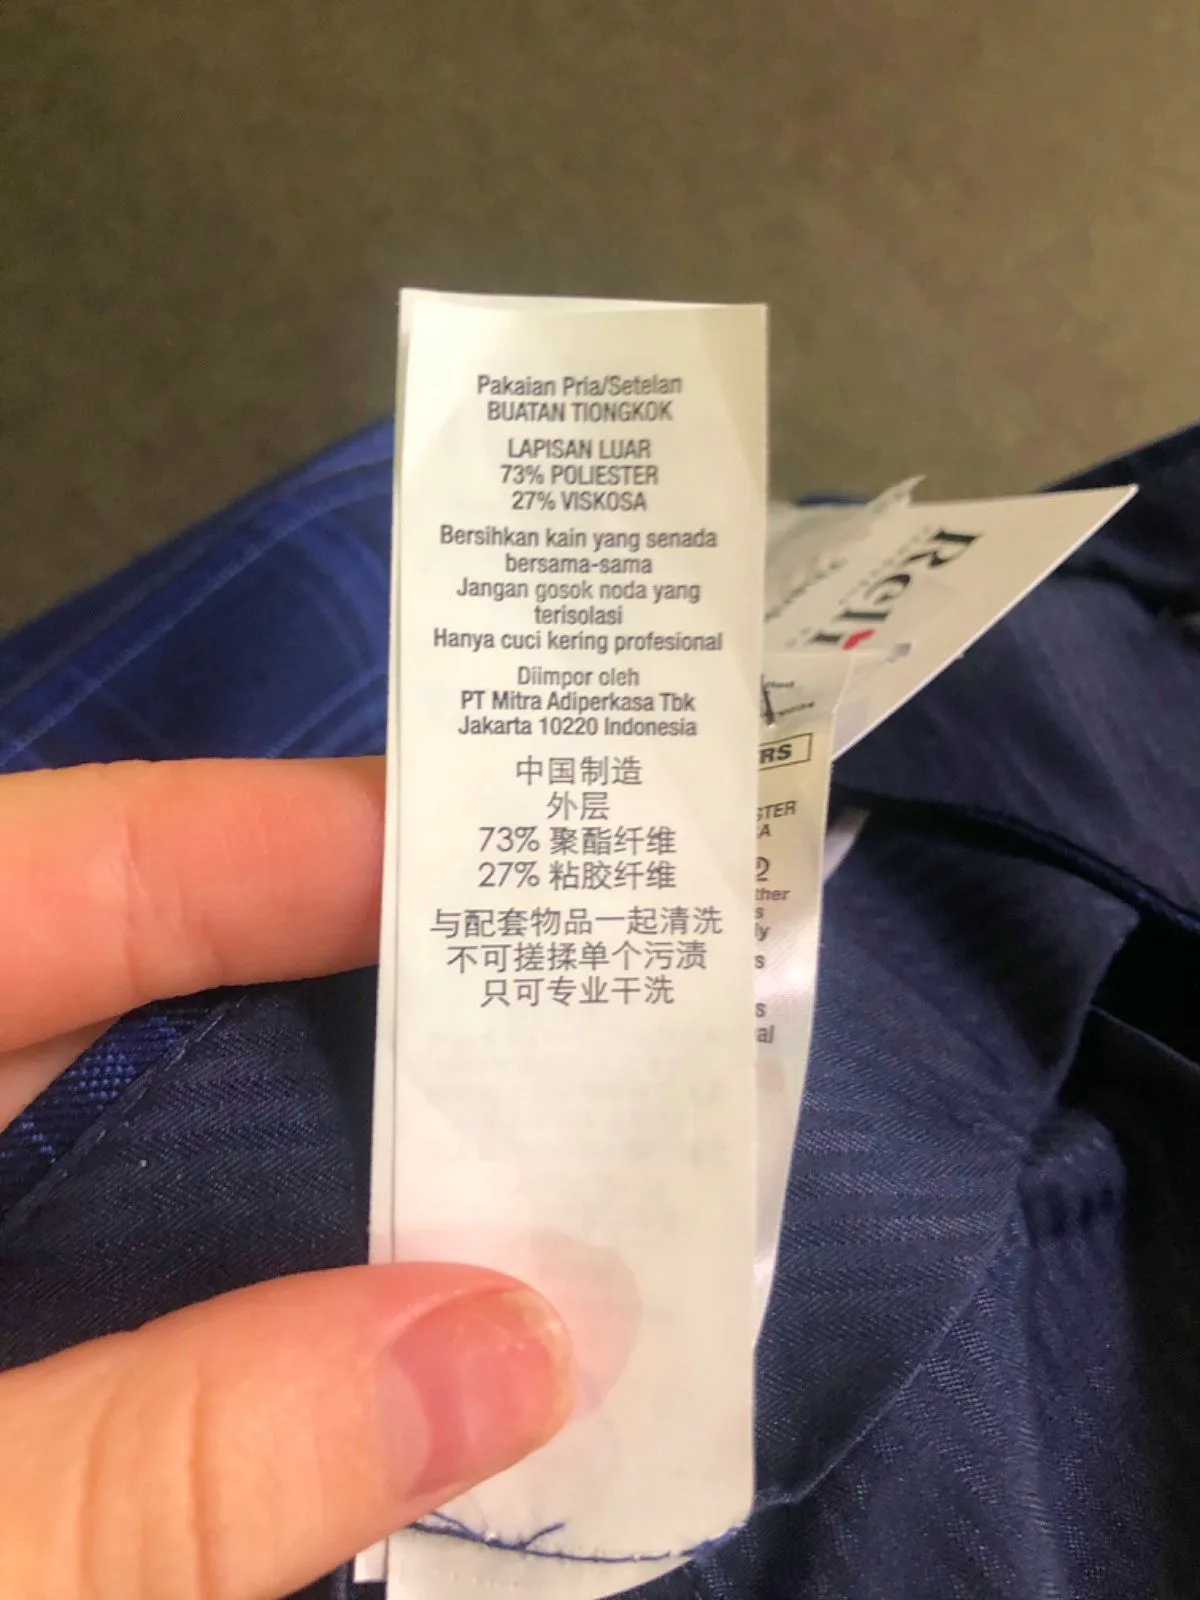 Pakaian Pria/Setelan
BUATAN TIONGKOK
LAPISAN LUAR
73% POLIESTER
27% VISKOSA
Bersihkan kain yang senada
bersama-sama
Jangan gosok noda yang
terisolasi
Hanya cuci kering profesional
Diimpor oleh
PT Mitra Adiperkasa Tbk
Jakarta 10220 Indonesia
中国制造
外层
73% 聚酯纤维
27% 粘胶纤维
与配套物品一起清洗
不可搓揉单个污渍
只可专业干洗